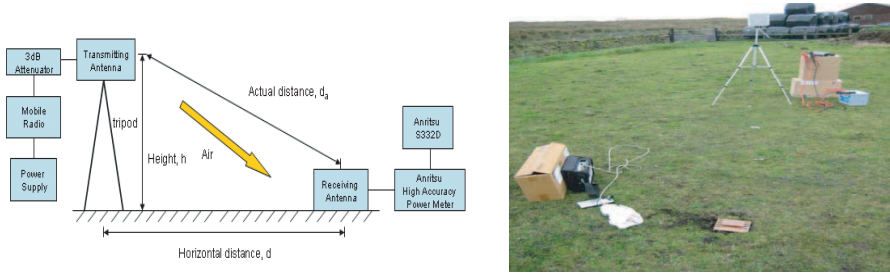 3dB
Attenuator
Transmitting
Antenna
Mobile
Radio
Power
Supply
tripod
Height, h
Air
Actual distance, da
Anritsu
S332D
Receiving
Antenna
Anritsu
High Accuracy
Power Meter
Horizontal distance, d